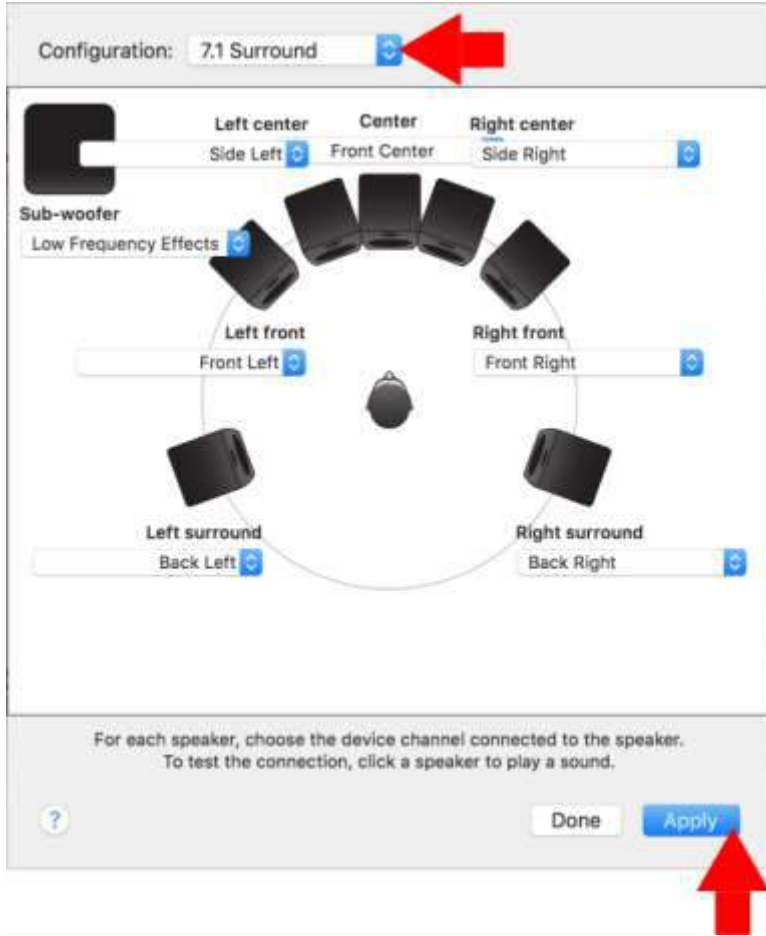 Configuration: 7.1 Surround
Left center Center Right center
Side Left Front Center Side Right
Sub-woofer
Low Frequency Effects
Left front Right front
Front Left Front Right
Left surround Right surround
Back Left Back Right
For each speaker, choose the device channel connected to the speaker.
To test the connection, click a speaker to play a sound.
? Done Apply